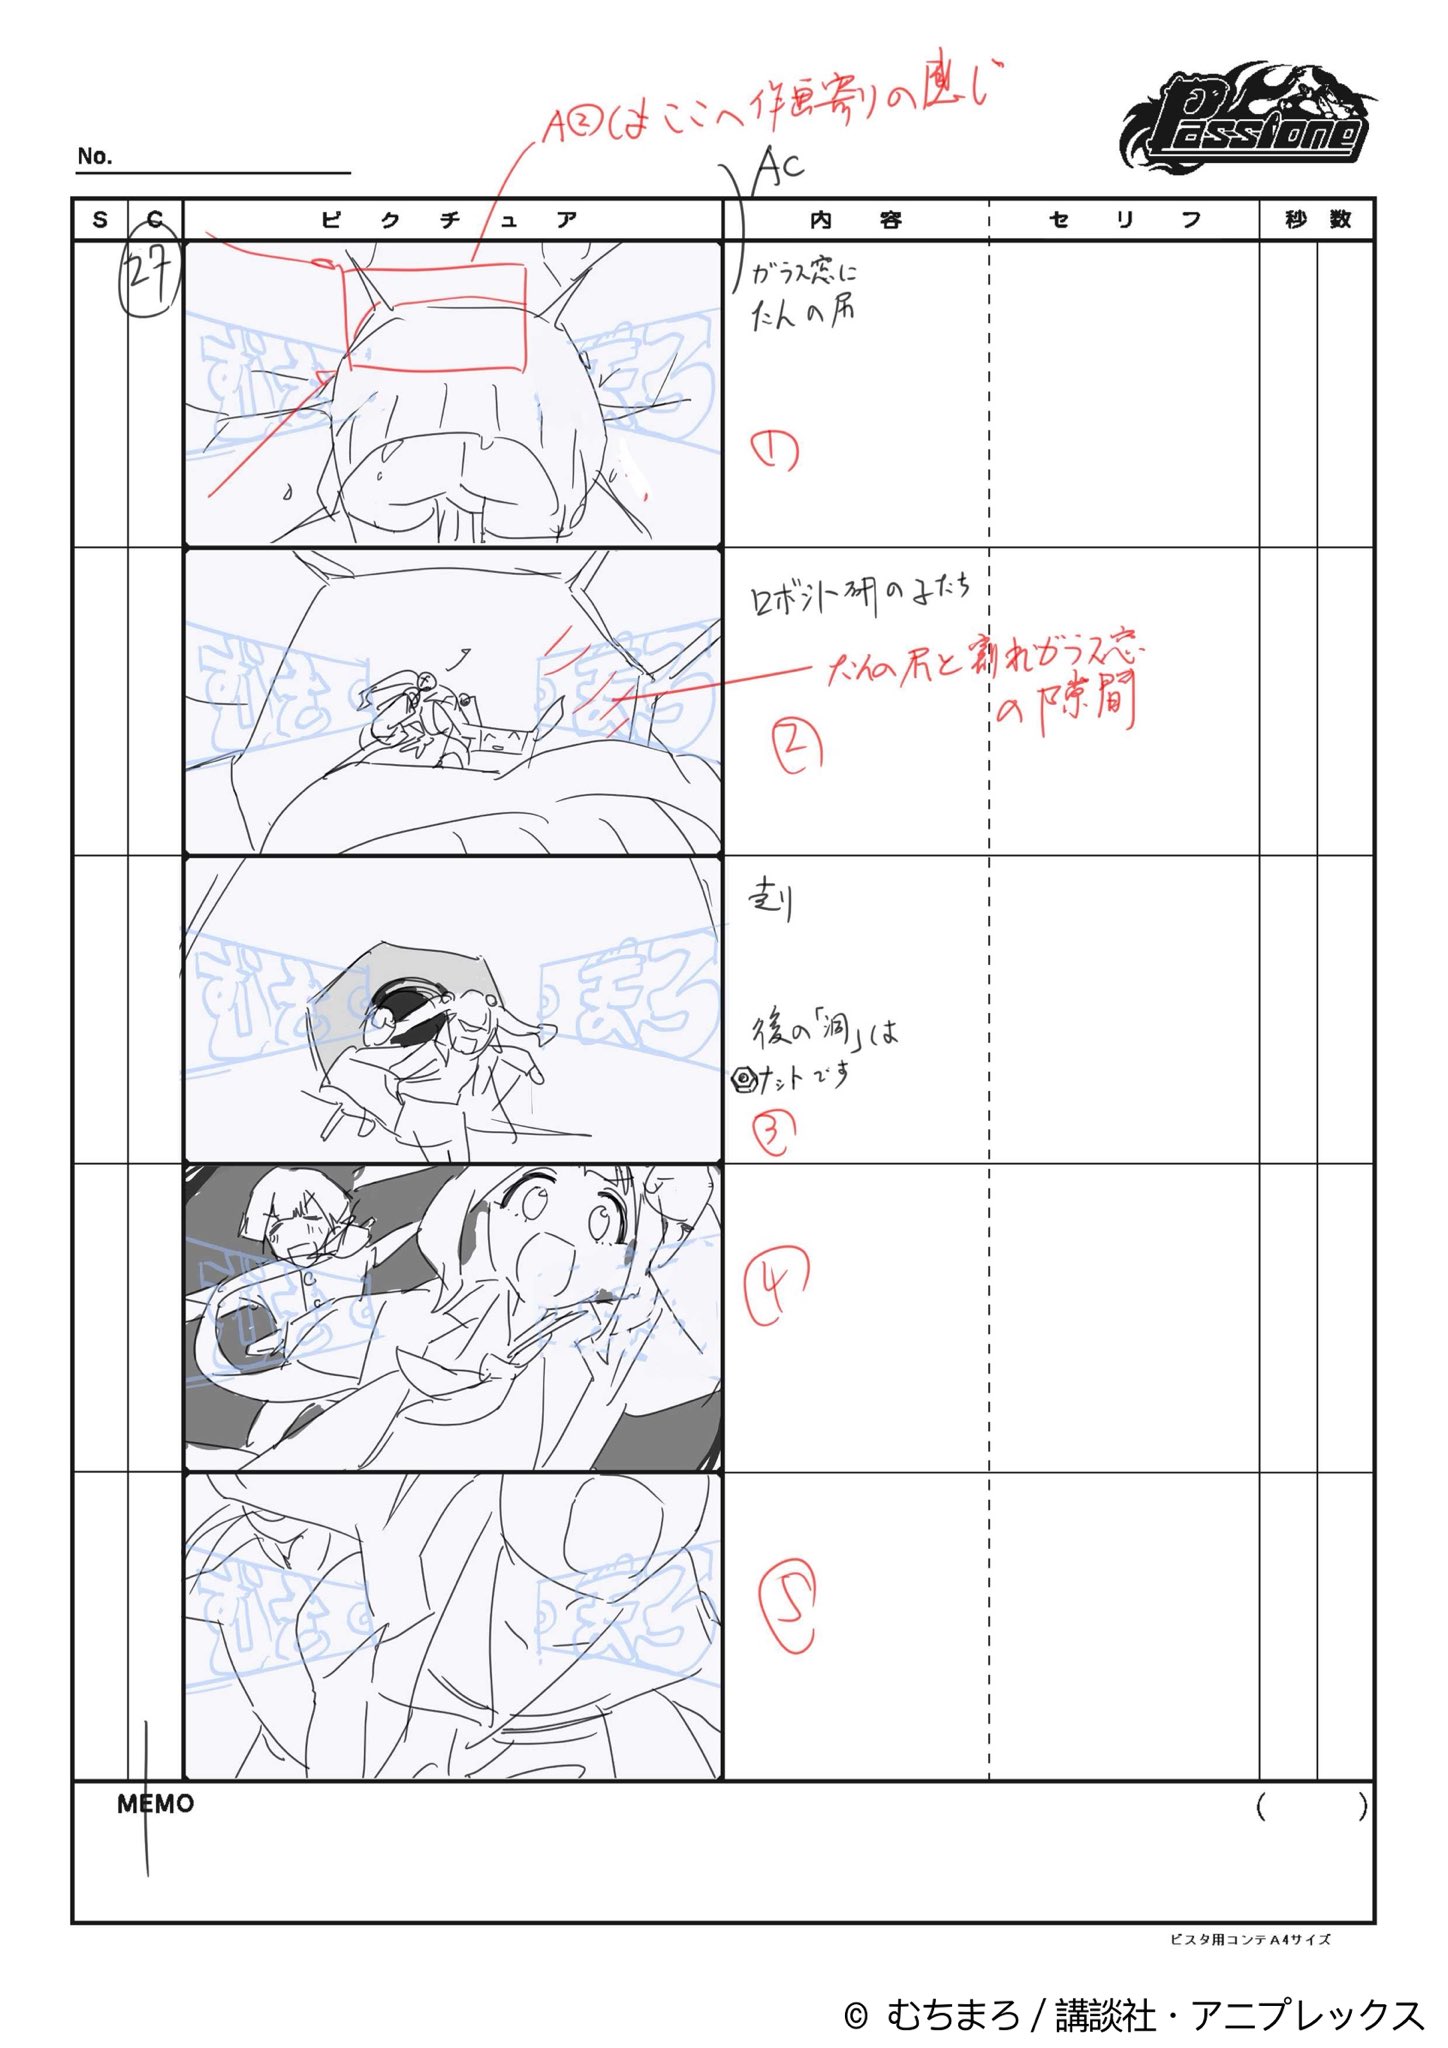 A②はここへ作画寄りの感じ
Passione
No.
AC
S C ピクチュア 内容 セリフ 秒数
27
ガラス窓に
たんの尻
①
ロボット研の子たち
たんの尻と割れガラス窓
の隙間
②
走り
後の「洞」は
ナットです
③
④
⑤
MEMO ( )
ビスタ用コンテA4サイズ
© むちまろ / 講談社・アニプレックス